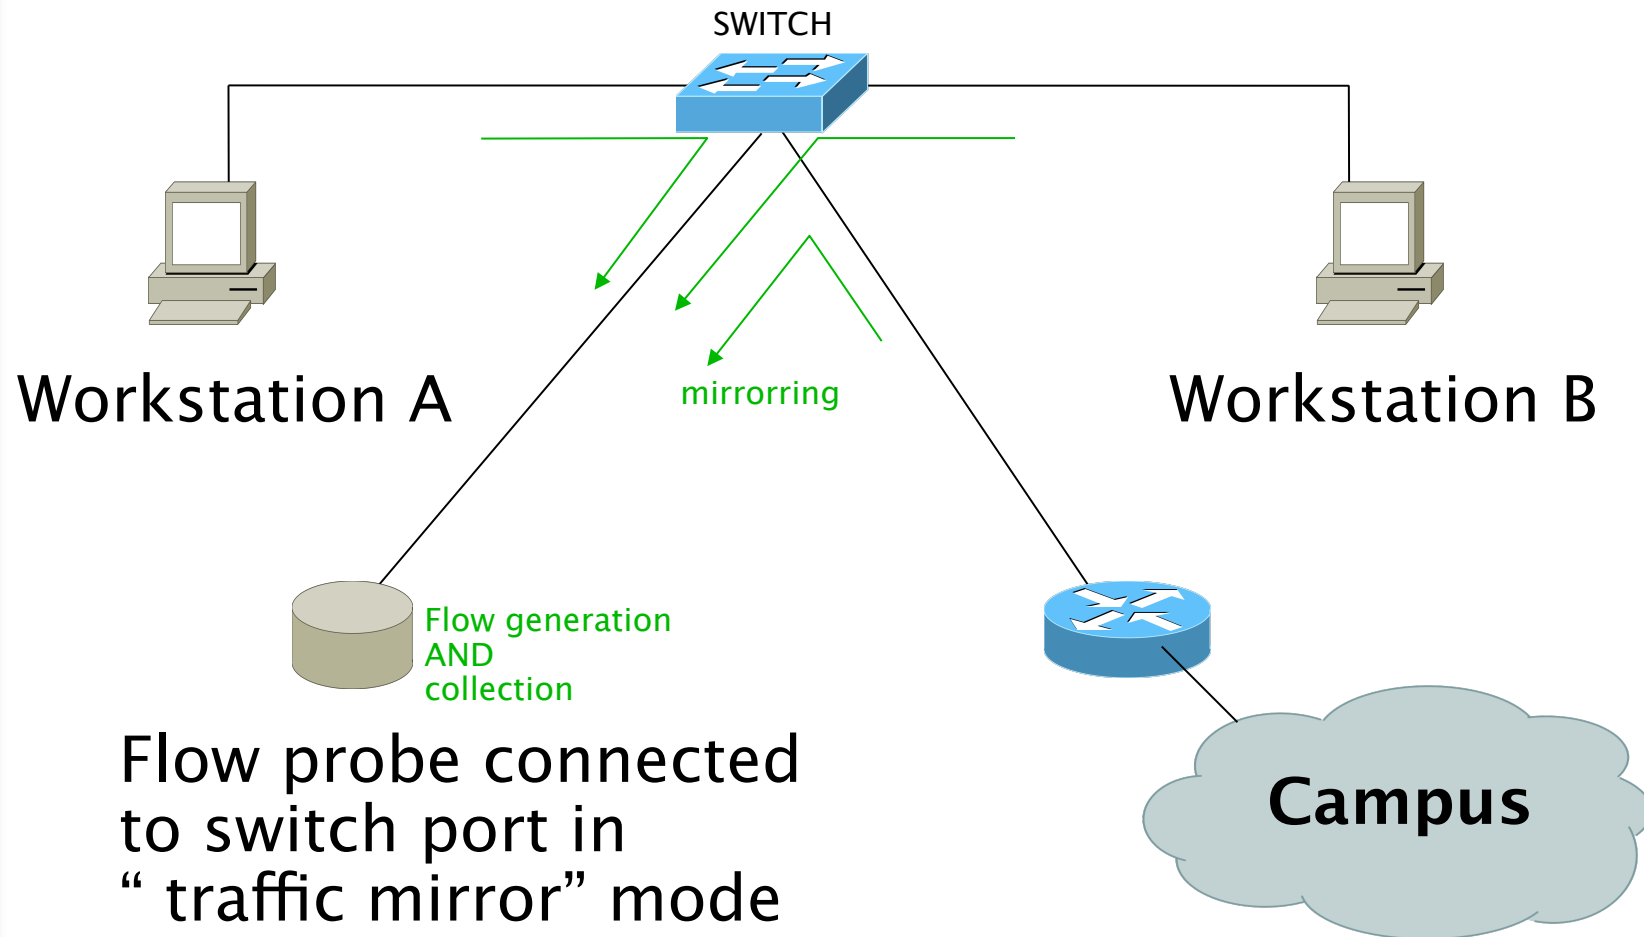 SWITCH
Workstation A
mirrorring
Workstation B
Flow generation
AND
collection
Flow probe connected
to switch port in
“ traffic mirror” mode
Campus